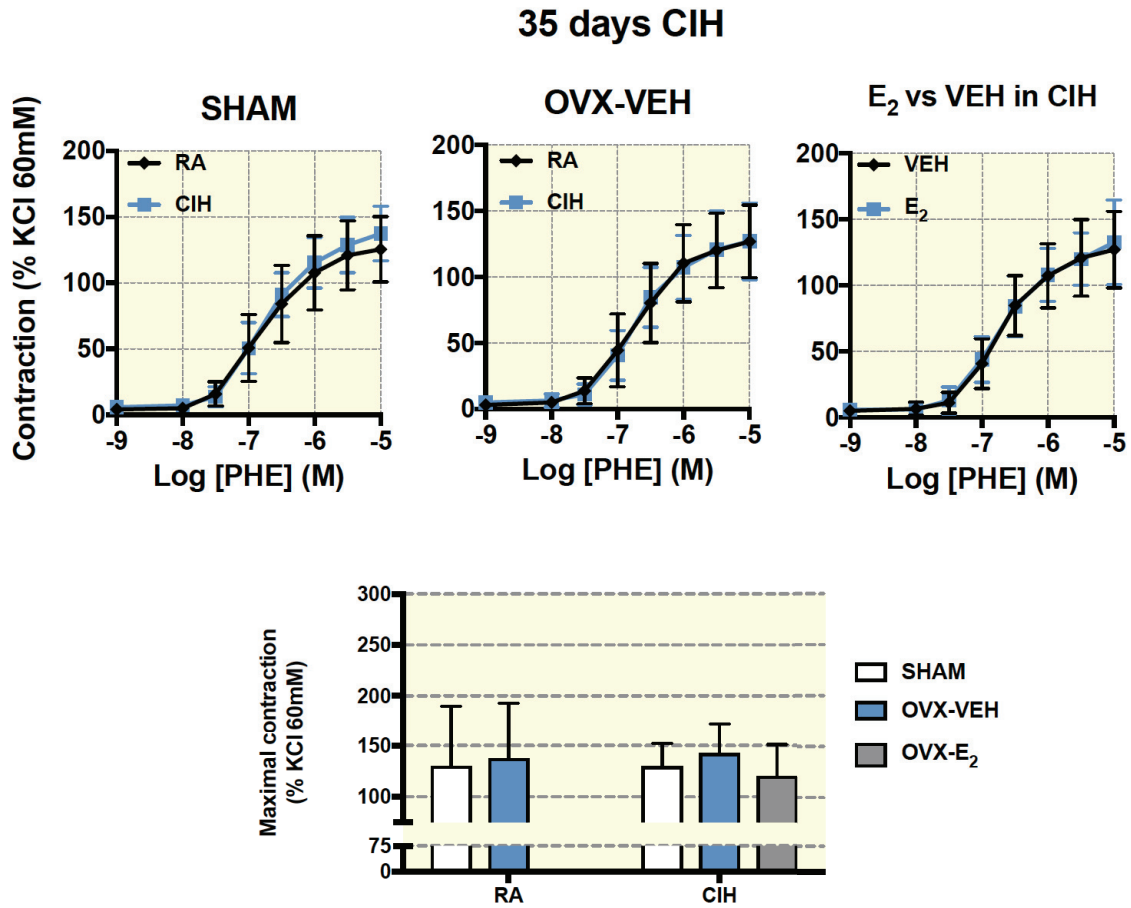 35 days CIH
SHAM
OVX-VEH
E₂ vs VEH in CIH
Contraction (% KCl 60mM)
200
150
100
50
0
RA
CIH
-9 -8 -7 -6 -5
Log [PHE] (M)
200
150
100
50
0
RA
CIH
-9 -8 -7 -6 -5
Log [PHE] (M)
200
150
100
50
0
VEH
E₂
-9 -8 -7 -6 -5
Log [PHE] (M)
Maximal contraction
(% KCl 60mM)
300
250
200
150
100
75
0
RA CIH
SHAM
OVX-VEH
OVX-E₂